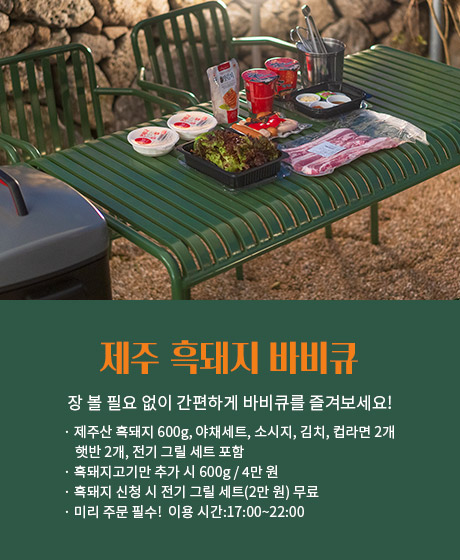 제주 흑돼지 바비큐
장 볼 필요 없이 간편하게 바비큐를 즐겨보세요!
· 제주산 흑돼지 600g, 야채세트, 소시지, 김치, 컵라면 2개
햇반 2개, 전기 그릴 세트 포함
· 흑돼지고기만 추가 시 600g / 4만 원
· 흑돼지 신청 시 전기 그릴 세트(2만 원) 무료
· 미리 주문 필수! 이용 시간:17:00~22:00